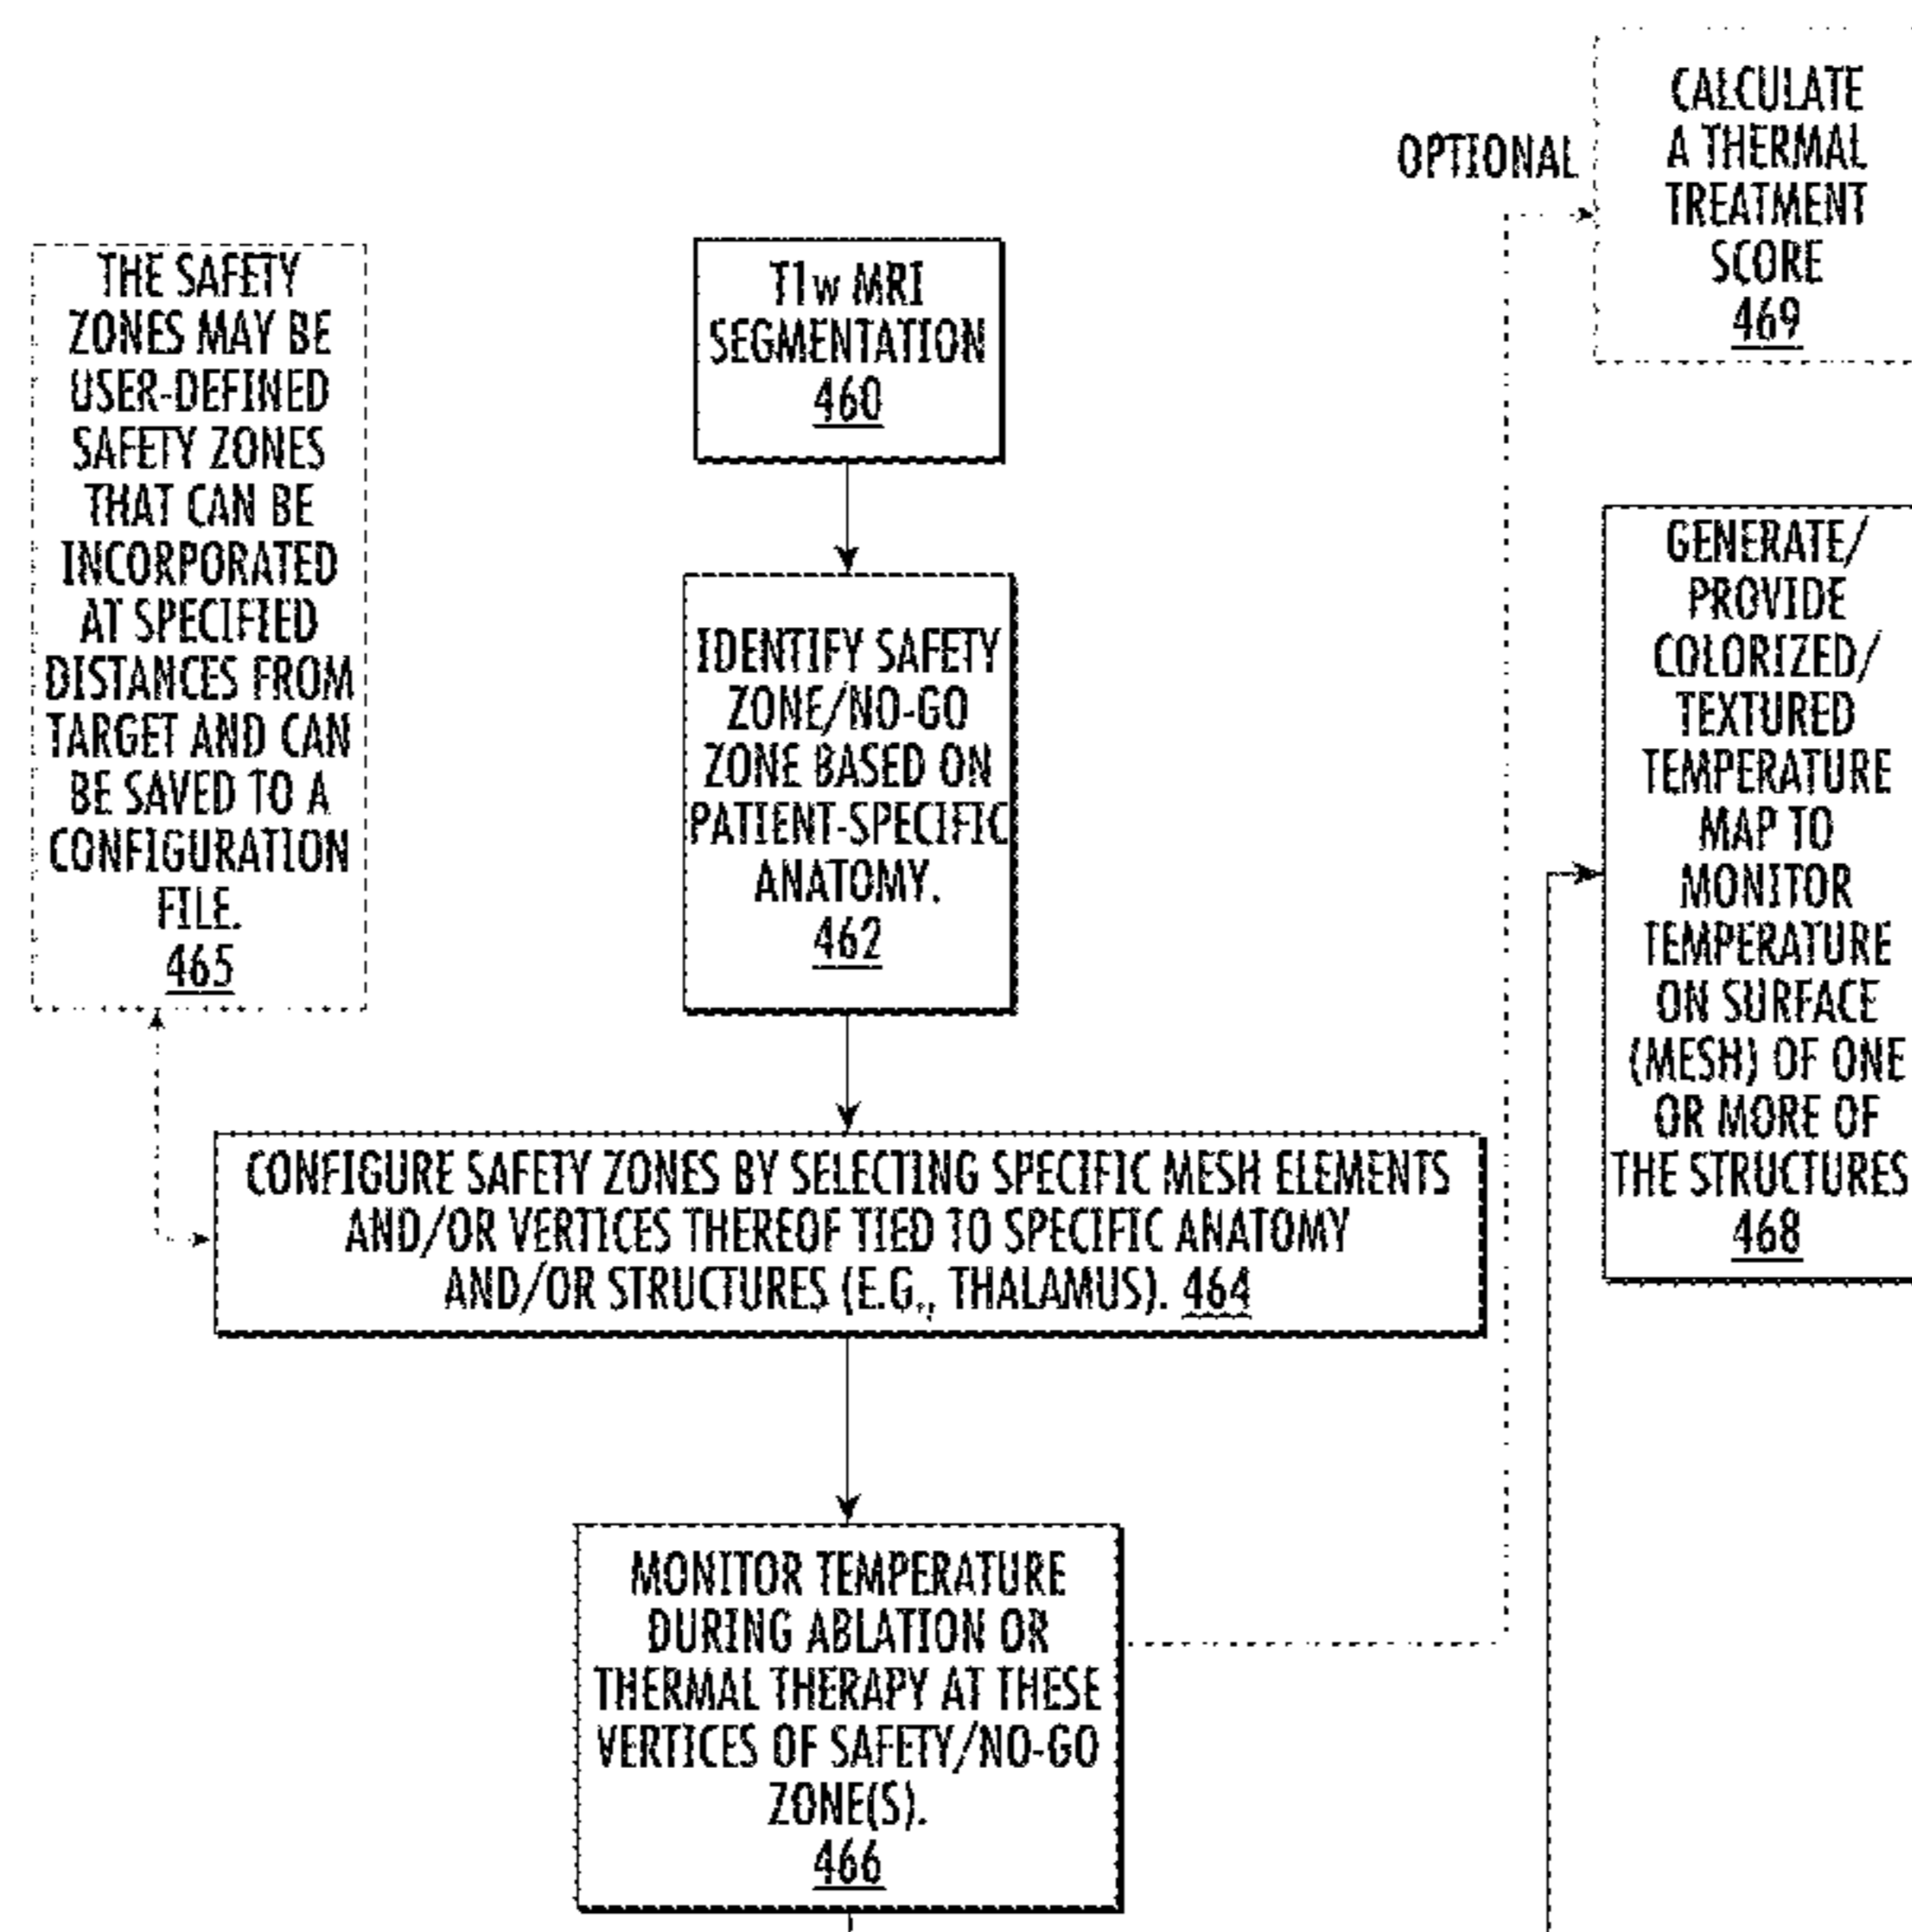 THE SAFETY
ZONES MAY BE
USER-DEFINED
SAFETY ZONES
THAT CAN BE
INCORPORATED
AT SPECIFIED
DISTANCES FROM
TARGET AND CAN
BE SAVED TO A
CONFIGURATION
FILE.
465
T1w MRI
SEGMENTATION
460
IDENTIFY SAFETY
ZONE/NO-GO
ZONE BASED ON
PATIENT-SPECIFIC
ANATOMY.
462
CONFIGURE SAFETY ZONES BY SELECTING SPECIFIC MESH ELEMENTS
AND/OR VERTICES THEREOF TIED TO SPECIFIC ANATOMY
AND/OR STRUCTURES (E.G., THALAMUS). 464
MONITOR TEMPERATURE
DURING ABLATION OR
THERMAL THERAPY AT THESE
VERTICES OF SAFETY/NO-GO
ZONE(S).
466
OPTIONAL
CALCULATE
A THERMAL
TREATMENT
SCORE
469
GENERATE/
PROVIDE
COLORIZED/
TEXTURED
TEMPERATURE
MAP TO
MONITOR
TEMPERATURE
ON SURFACE
(MESH) OF ONE
OR MORE OF
THE STRUCTURES
468